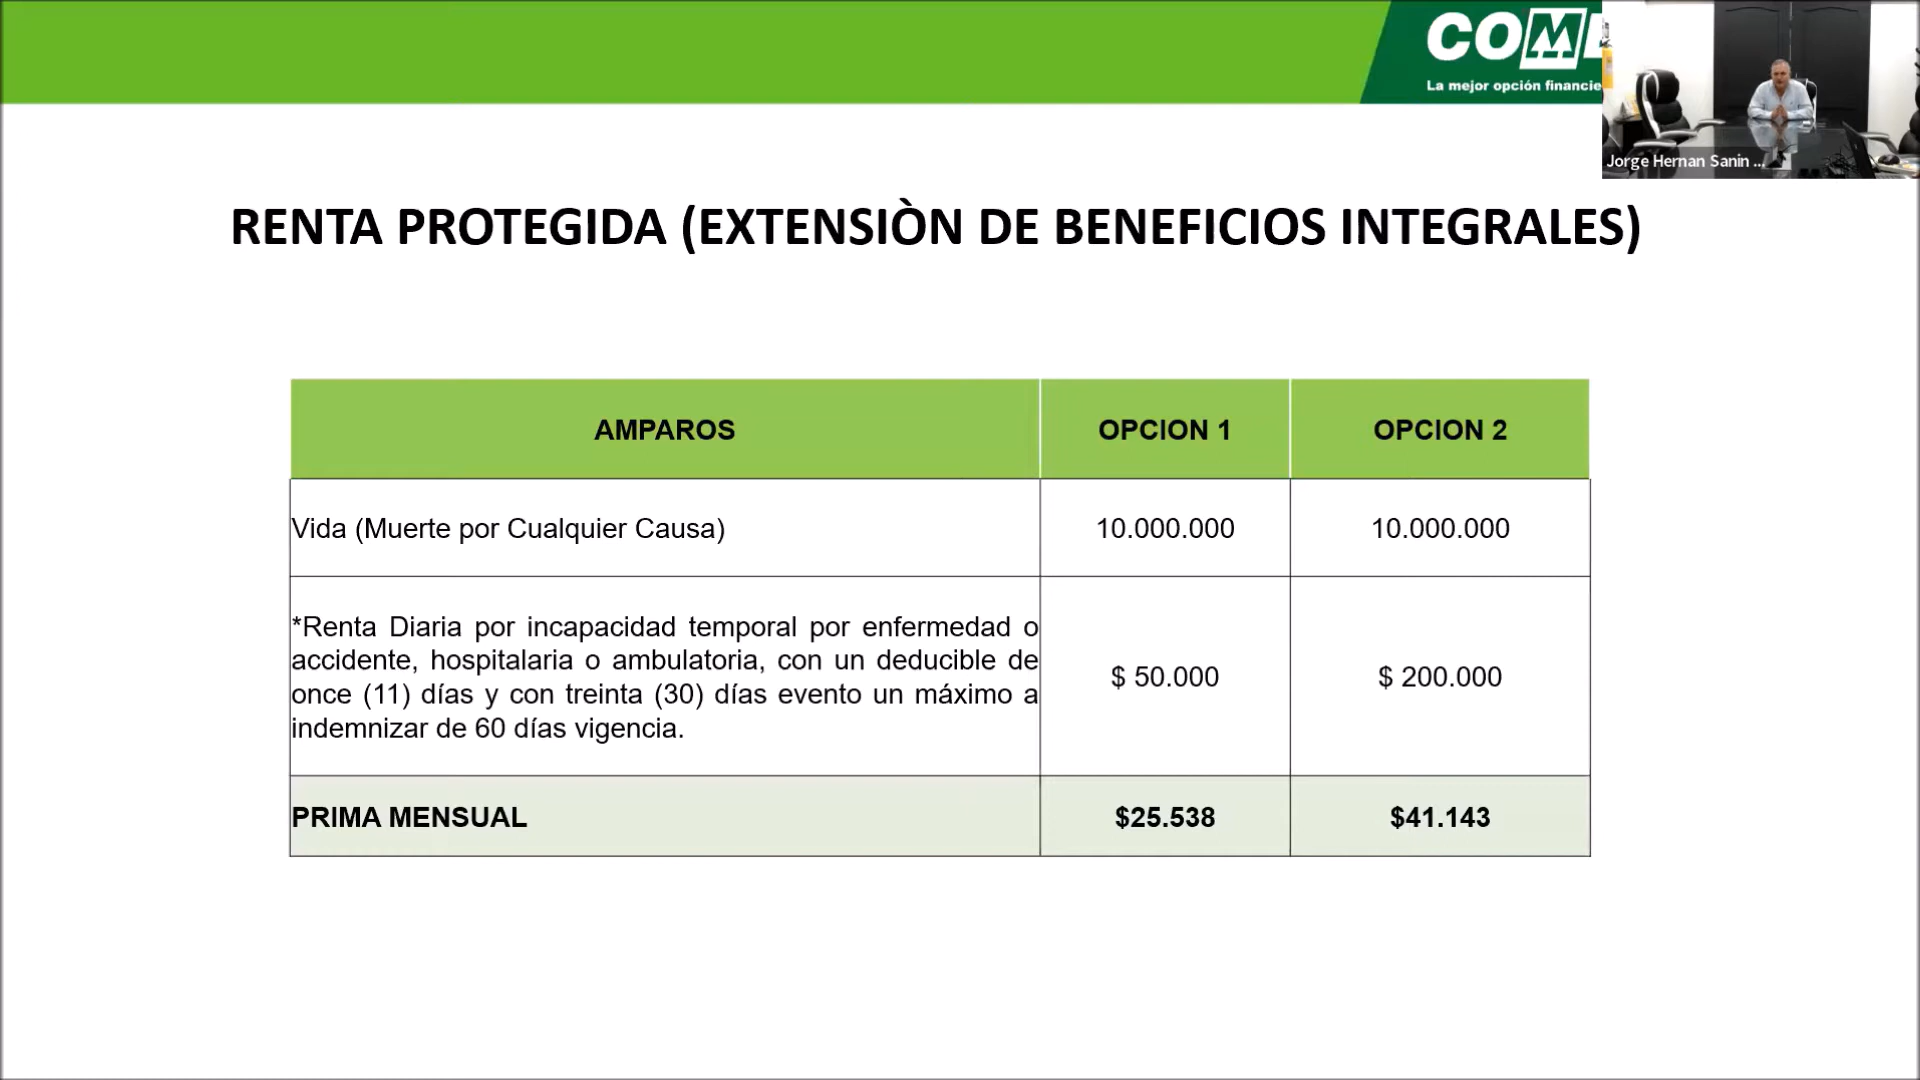 COM
La mejor opción financie
Jorge Hernan Sanin ...
RENTA PROTEGIDA (EXTENSIÒN DE BENEFICIOS INTEGRALES)
AMPAROS OPCION 1 OPCION 2
Vida (Muerte por Cualquier Causa) 10.000.000 10.000.000
*Renta Diaria por incapacidad temporal por enfermedad o
accidente, hospitalaria o ambulatoria, con un deducible de
once (11) días y con treinta (30) días evento un máximo a
indemnizar de 60 días vigencia.
$ 50.000 $ 200.000
PRIMA MENSUAL $25.538 $41.143